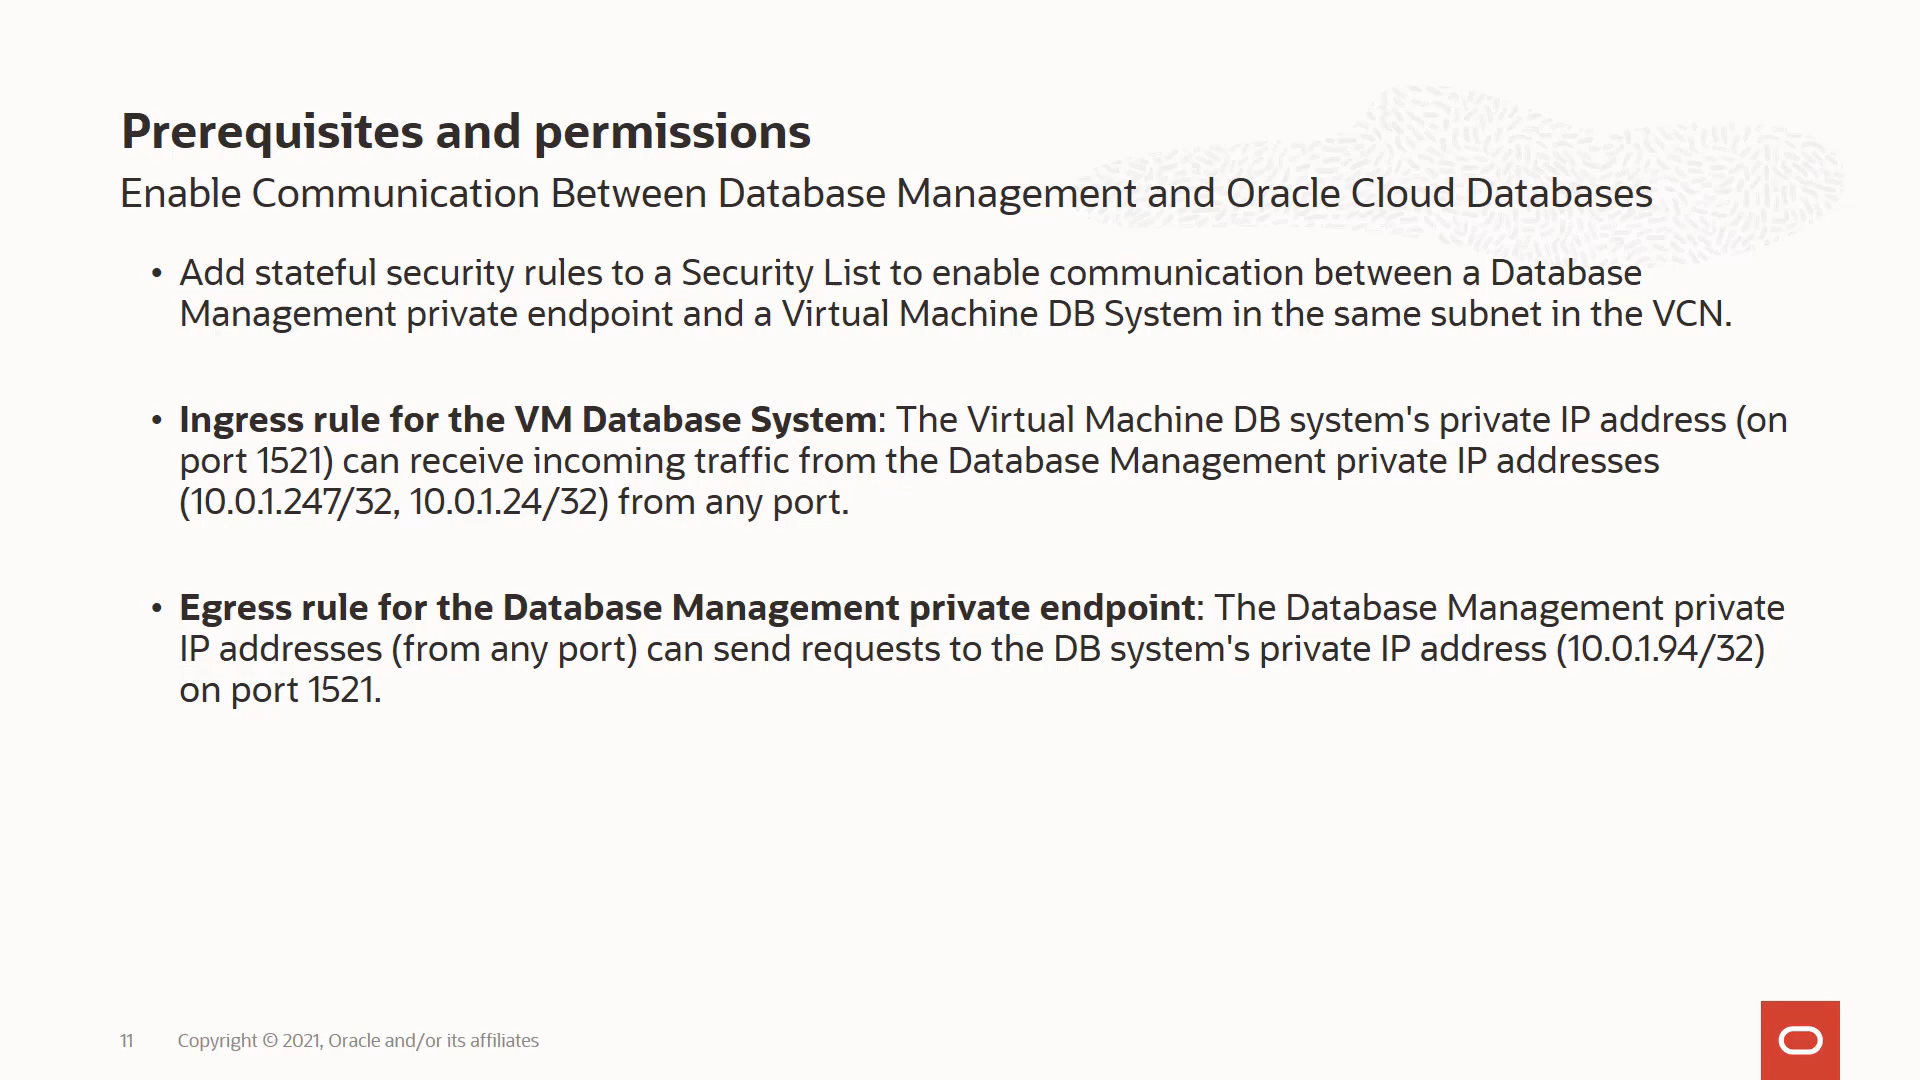 Prerequisites and permissions
Enable Communication Between Database Management and Oracle Cloud Databases
• Add stateful security rules to a Security List to enable communication between a Database
Management private endpoint and a Virtual Machine DB System in the same subnet in the VCN.
• Ingress rule for the VM Database System: The Virtual Machine DB system's private IP address (on
port 1521) can receive incoming traffic from the Database Management private IP addresses
(10.0.1.247/32, 10.0.1.24/32) from any port.
• Egress rule for the Database Management private endpoint: The Database Management private
IP addresses (from any port) can send requests to the DB system's private IP address (10.0.1.94/32)
on port 1521.
11 Copyright © 2021, Oracle and/or its affiliates